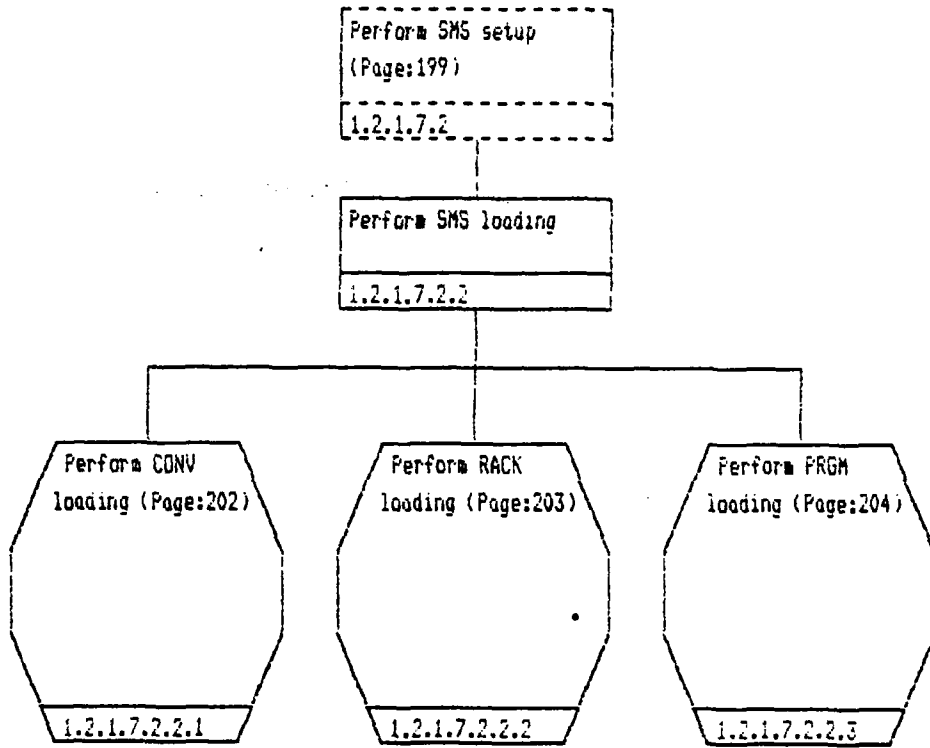 Perform SMS setup
(Page:199)
1.2.1.7.2
Perform SMS loading
1.2.1.7.2.2
Perform CONV
loading (Page:202)
1.2.1.7.2.2.1
Perform RACK
loading (Page:203)
1.2.1.7.2.2.2
Perform PRGM
loading (Page:204)
1.2.1.7.2.2.3